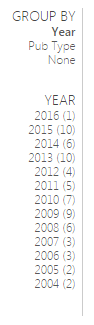 GROUP BY
Year
Pub Type
None
YEAR
2016 (1)
2015 (10)
2014 (6)
2013 (10)
2012 (4)
2011 (5)
2010 (7)
2009 (9)
2008 (6)
2007 (3)
2006 (3)
2005 (2)
2004 (2)